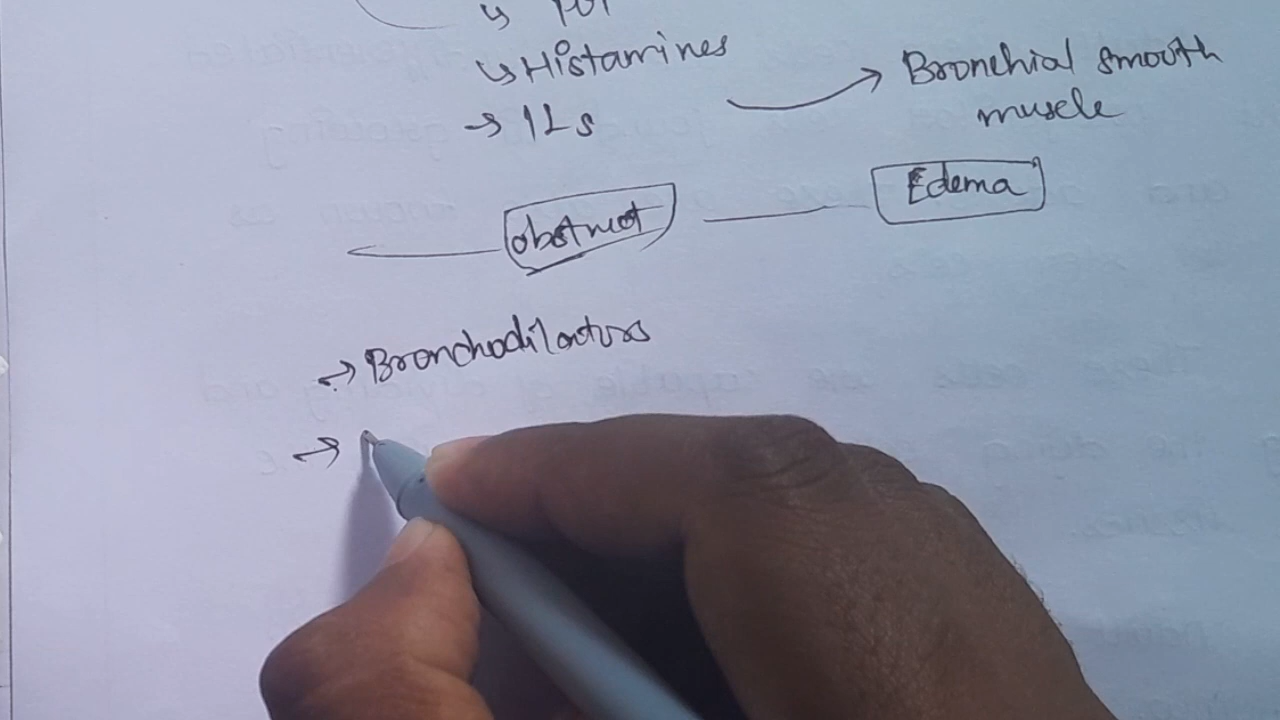 Histamines
→ ILs
Bronchial smooth
muscle
Edema
obstruct
→ Bronchodilators
→